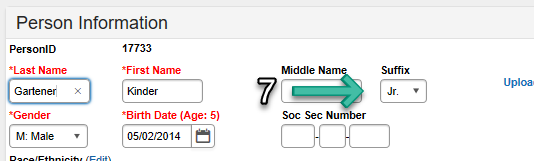 Person Information
PersonID 17733
*Last Name *First Name Middle Name Suffix
Gartener × Kinder 7 Jr. Upload
*Gender *Birth Date (Age: 5) Soc Sec Number
M: Male 05/02/2014 - -
Race/Ethnicity (Edit)